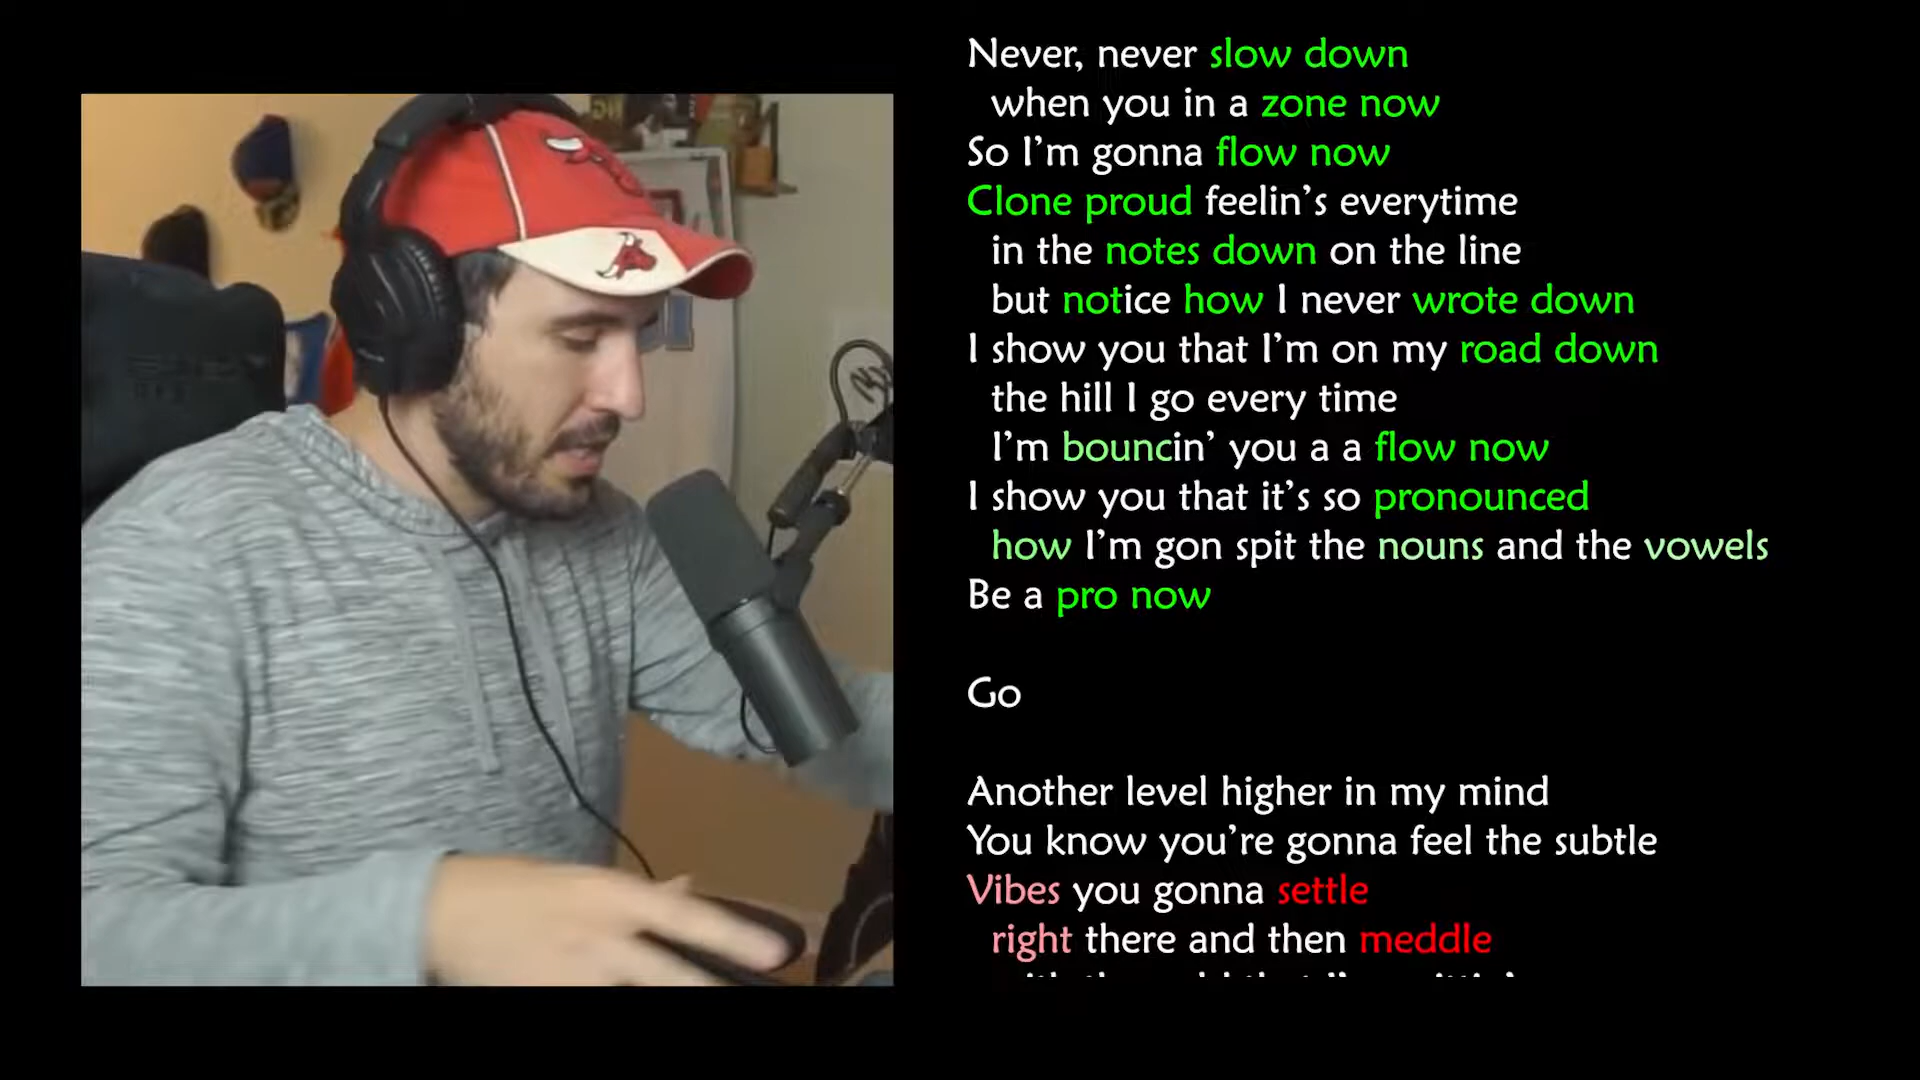 Never, never slow down
when you in a zone now
So I'm gonna flow now
Clone proud feelin's everytime
in the notes down on the line
but notice how I never wrote down
I show you that I'm on my road down
the hill I go every time
I'm bouncin' you a a flow now
I show you that it's so pronounced
how I'm gon spit the nouns and the vowels
Be a pro now
Go
Another level higher in my mind
You know you're gonna feel the subtle
Vibes you gonna settle
right there and then meddle